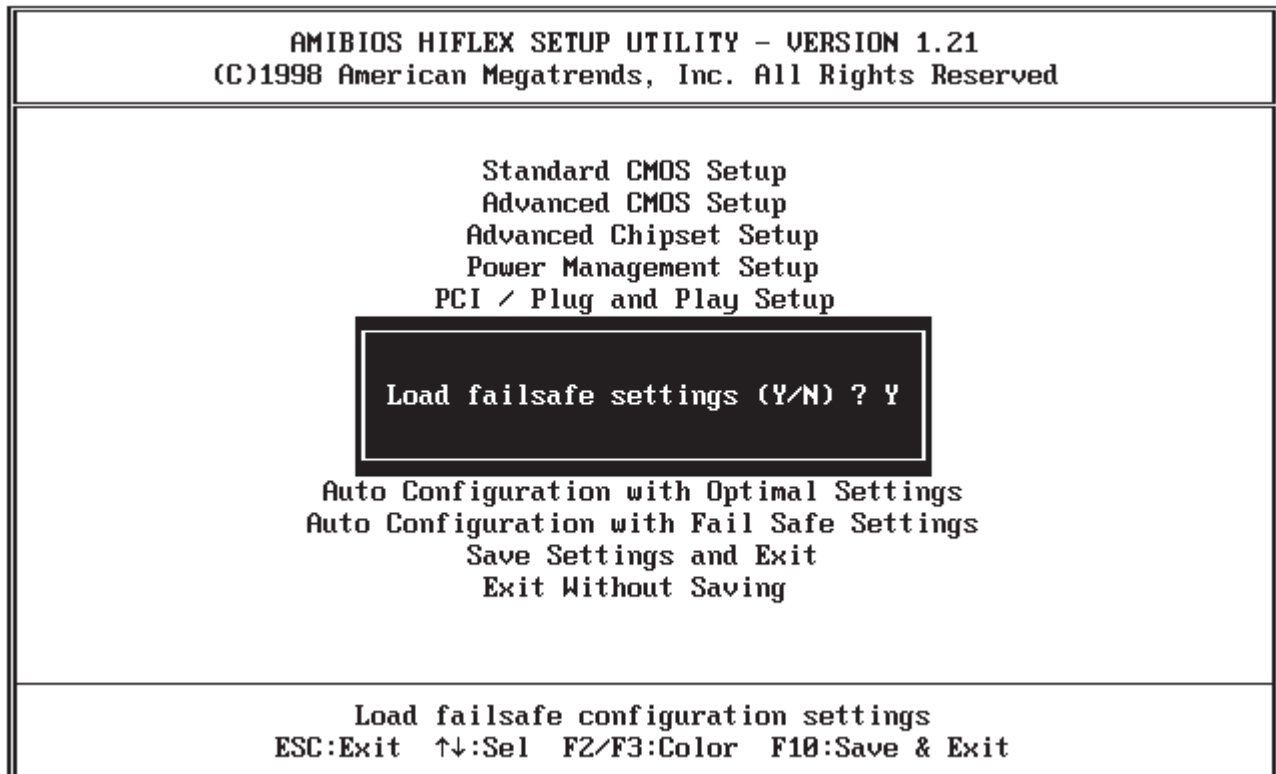 AMIBIOS HIFLEX SETUP UTILITY - VERSION 1.21
(C)1998 American Megatrends, Inc. All Rights Reserved
Standard CMOS Setup
Advanced CMOS Setup
Advanced Chipset Setup
Power Management Setup
PCI / Plug and Play Setup
Load failsafe settings (Y/N) ? Y
Auto Configuration with Optimal Settings
Auto Configuration with Fail Safe Settings
Save Settings and Exit
Exit Without Saving
Load failsafe configuration settings
ESC:Exit ↑↓:Sel F2/F3:Color F10:Save & Exit